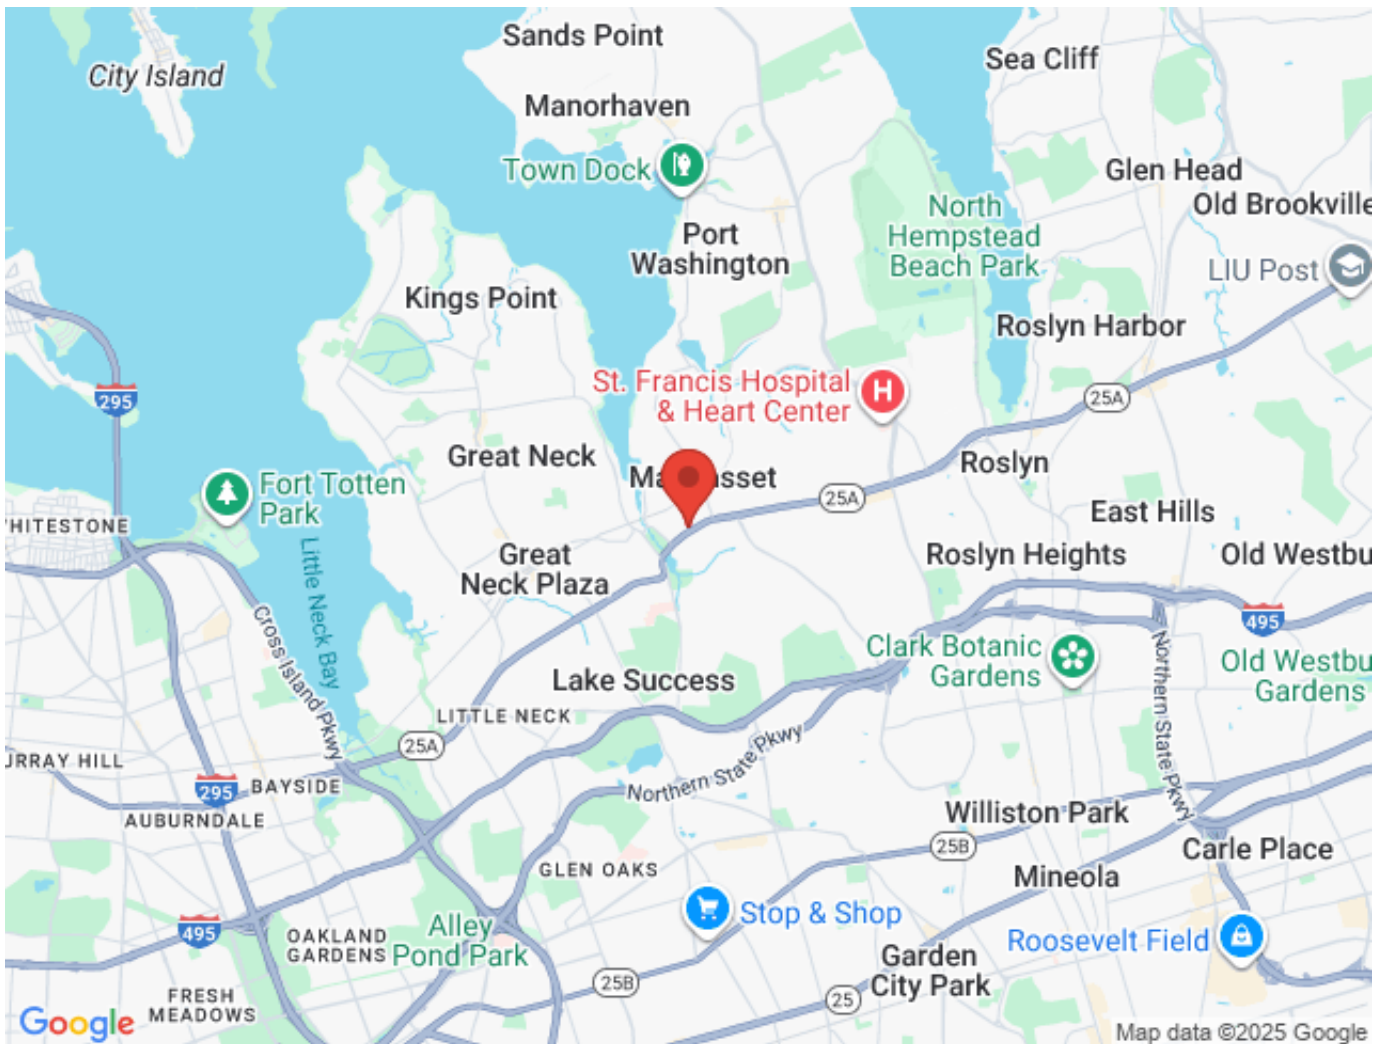 Sands Point
Sea Cliff
City Island
Manorhaven
Town Dock
Glen Head
Old Brookville
North
Hempstead
Beach Park
Port
Washington
LIU Post
Kings Point
Roslyn Harbor
St. Francis Hospital
& Heart Center
295
25A
Great Neck
Roslyn
Fort Totten
Park
25A
East Hills
HITESTONE
Little Neck Bay
Great
Neck Plaza
Roslyn Heights
Old Westbu
Cross Island Pkwy
495
Northern State Pkwy
Clark Botanic
Gardens
Old Westbu
Gardens
Lake Success
LITTLE NECK
25A
Northern State Pkwy
URRAY HILL
295
BAYSIDE
AUBURNDALE
Williston Park
25B
Carle Place
GLEN OAKS
Mineola
Stop & Shop
495
OAKLAND
GARDENS
Alley
Pond Park
Roosevelt Field
Garden
City Park
25B
25
FRESH
MEADOWS
Google
Map data ©2025 Google